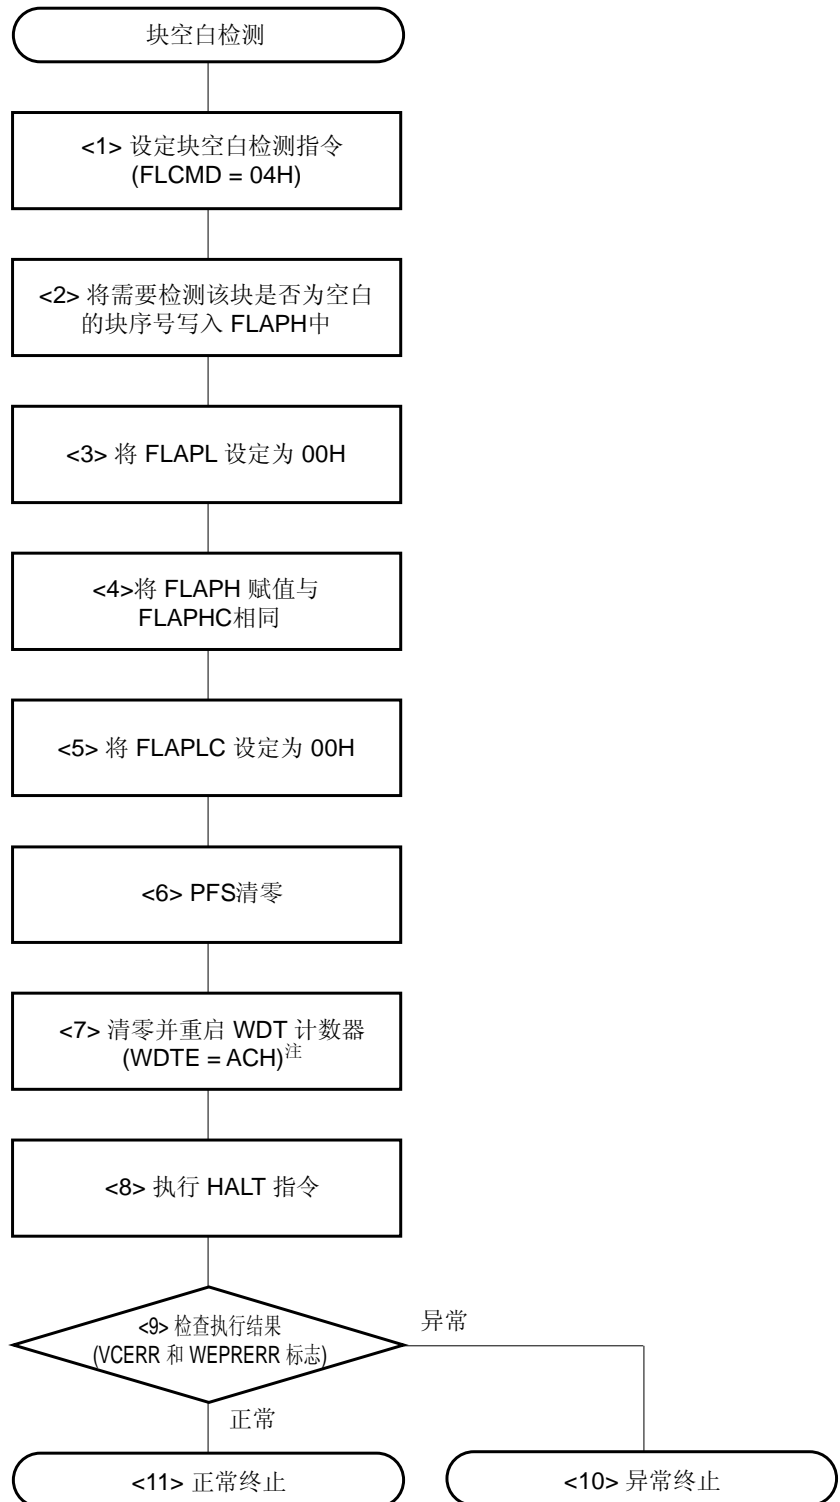 块空白检测
<1> 设定块空白检测指令
(FLCMD = 04H)
<2> 将需要检测该块是否为空白
的块序号写入 FLAPH中
<3> 将 FLAPL 设定为 00H
<4>将 FLAPH 赋值与
FLAPHC相同
<5> 将 FLAPLC 设定为 00H
<6> PFS清零
<7> 清零并重启 WDT 计数器
(WDTE = ACH)注
<8> 执行 HALT 指令
<9> 检查执行结果
(VCERR 和 WEPRERR 标志)
异常
正常
<11> 正常终止
<10> 异常终止